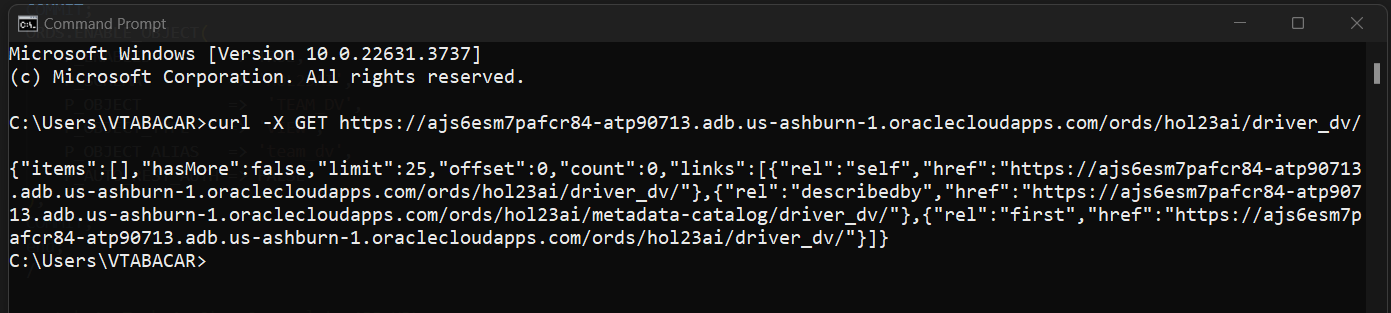 Command Prompt
Microsoft Windows [Version 10.0.22631.3737]
(c) Microsoft Corporation. All rights reserved.
C:\Users\VTABACAR>curl -X GET https://ajs6esm7pafcr84-atp90713.adb.us-ashburn-1.oraclecloudapps.com/ords/hol23ai/driver_dv/
{"items":[],"hasMore":false,"limit":25,"offset":0,"count":0,"links":[{"rel":"self","href":"https://ajs6esm7pafcr84-atp90713
.adb.us-ashburn-1.oraclecloudapps.com/ords/hol23ai/driver_dv/"},{"rel":"describedby","href":"https://ajs6esm7pafcr84-atp907
13.adb.us-ashburn-1.oraclecloudapps.com/ords/hol23ai/metadata-catalog/driver_dv/"},{"rel":"first","href":"https://ajs6esm7p
afcr84-atp90713.adb.us-ashburn-1.oraclecloudapps.com/ords/hol23ai/driver_dv/"}]}
C:\Users\VTABACAR>